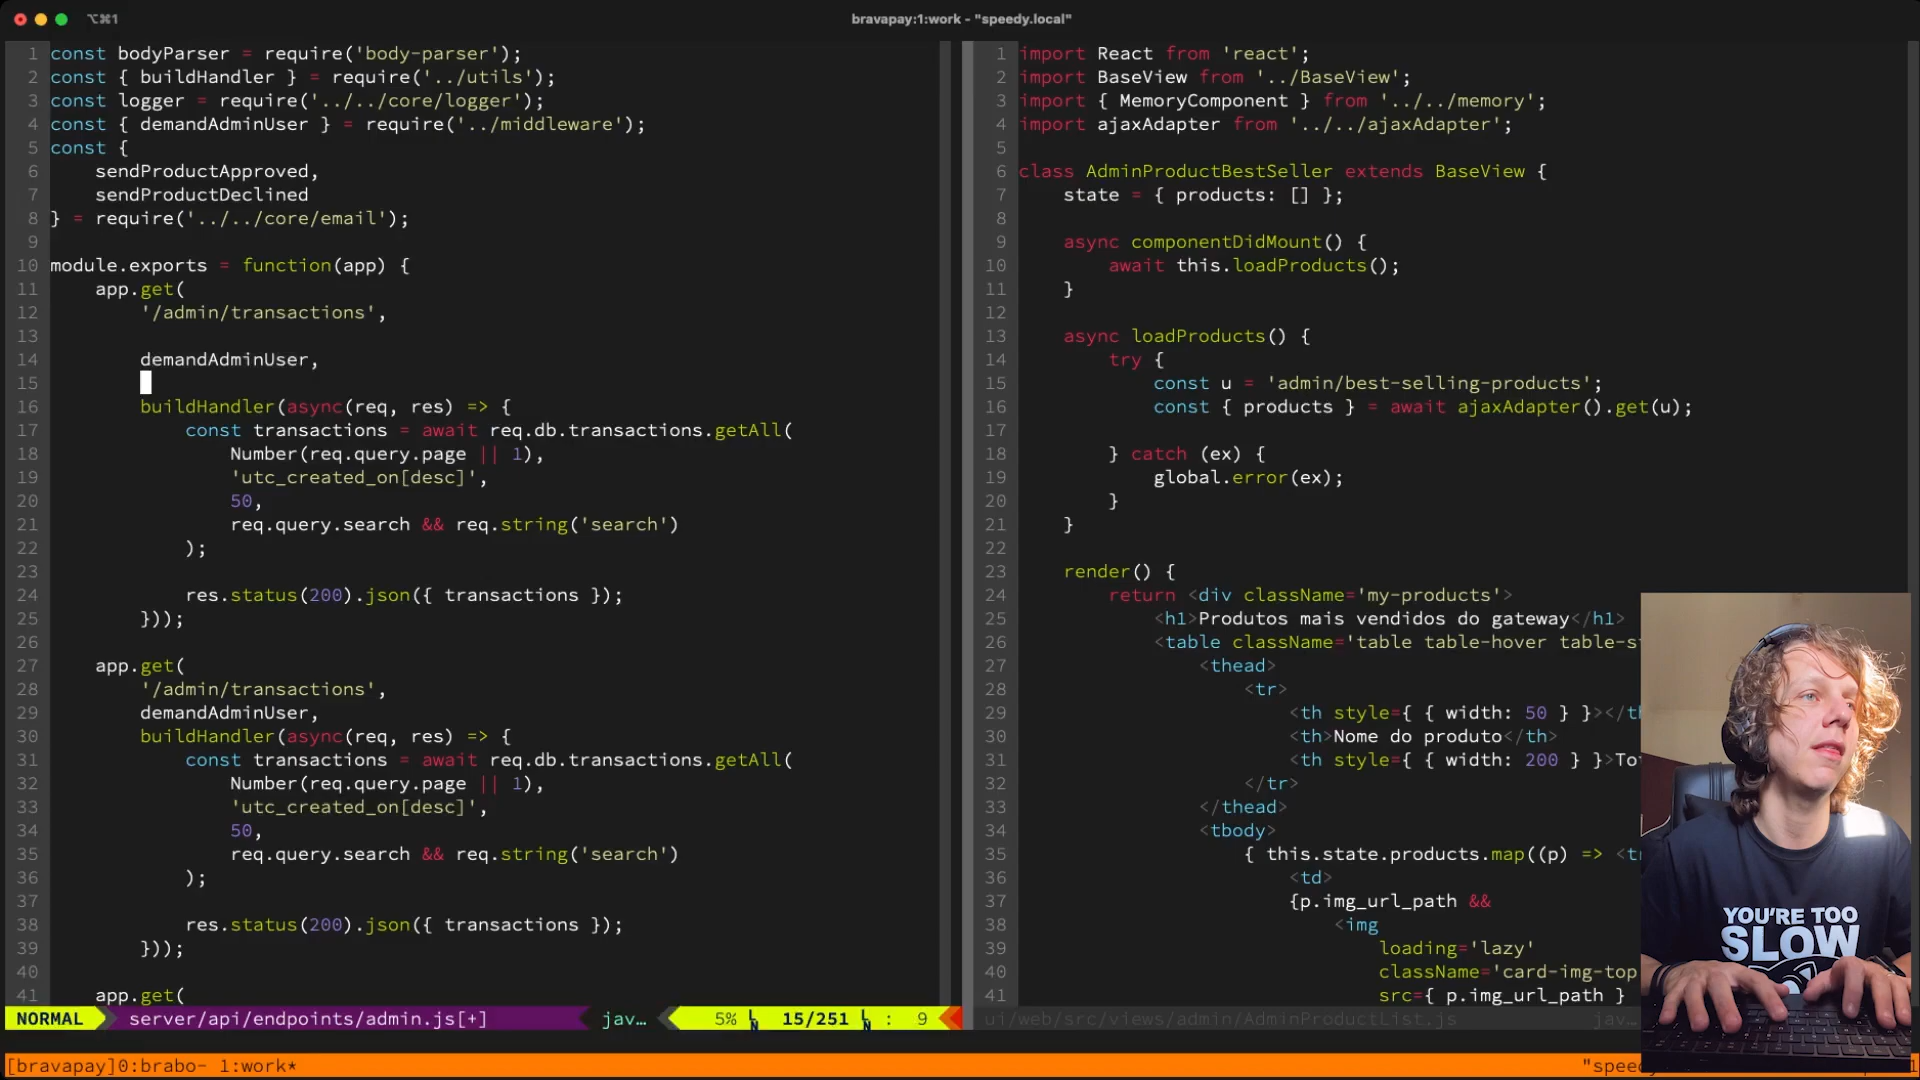 ⌥⌘1
bravapay:1:work - "speedy.local"
1 const bodyParser = require('body-parser');
2 const { buildHandler } = require('../utils');
3 const logger = require('../../core/logger');
4 const { demandAdminUser } = require('../middleware');
5 const {
6 sendProductApproved,
7 sendProductDeclined
8 } = require('../../core/email');
9
10 module.exports = function(app) {
11 app.get(
12 '/admin/transactions',
13
14 demandAdminUser,
15
16 buildHandler(async(req, res) => {
17 const transactions = await req.db.transactions.getAll(
18 Number(req.query.page || 1),
19 'utc_created_on[desc]',
20 50,
21 req.query.search && req.string('search')
22 );
23
24 res.status(200).json({ transactions });
25 }));
26
27 app.get(
28 '/admin/transactions',
29 demandAdminUser,
30 buildHandler(async(req, res) => {
31 const transactions = await req.db.transactions.getAll(
32 Number(req.query.page || 1),
33 'utc_created_on[desc]',
34 50,
35 req.query.search && req.string('search')
36 );
37
38 res.status(200).json({ transactions });
39 }));
40
41 app.get(
NORMAL server/api/endpoints/admin.js[+] jav… 5% 15/251 : 9
1 import React from 'react';
2 import BaseView from '../BaseView';
3 import { MemoryComponent } from '../../memory';
4 import ajaxAdapter from '../../ajaxAdapter';
5
6 class AdminProductBestSeller extends BaseView {
7 state = { products: [] };
8
9 async componentDidMount() {
10 await this.loadProducts();
11 }
12
13 async loadProducts() {
14 try {
15 const u = 'admin/best-selling-products';
16 const { products } = await ajaxAdapter().get(u);
17
18 } catch (ex) {
19 global.error(ex);
20 }
21 }
22
23 render() {
24 return <div className='my-products'>
25 <h1>Produtos mais vendidos do gateway</h1>
26 <table className='table table-hover table-s
27 <thead>
28 <tr>
29 <th style={ { width: 50 } }></th
30 <th>Nome do produto</th>
31 <th style={ { width: 200 } }>To
32 </tr>
33 </thead>
34 <tbody>
35 { this.state.products.map((p) => <t
36 <td>
37 {p.img_url_path &&
38 <img
39 loading='lazy'
40 className='card-img-top
41 src={ p.img_url_path }
ui/web/src/views/admin/AdminProductList.js jav…
YOU'RE TOO
SLOW
[bravapay]0:brabo- 1:work*
"speed